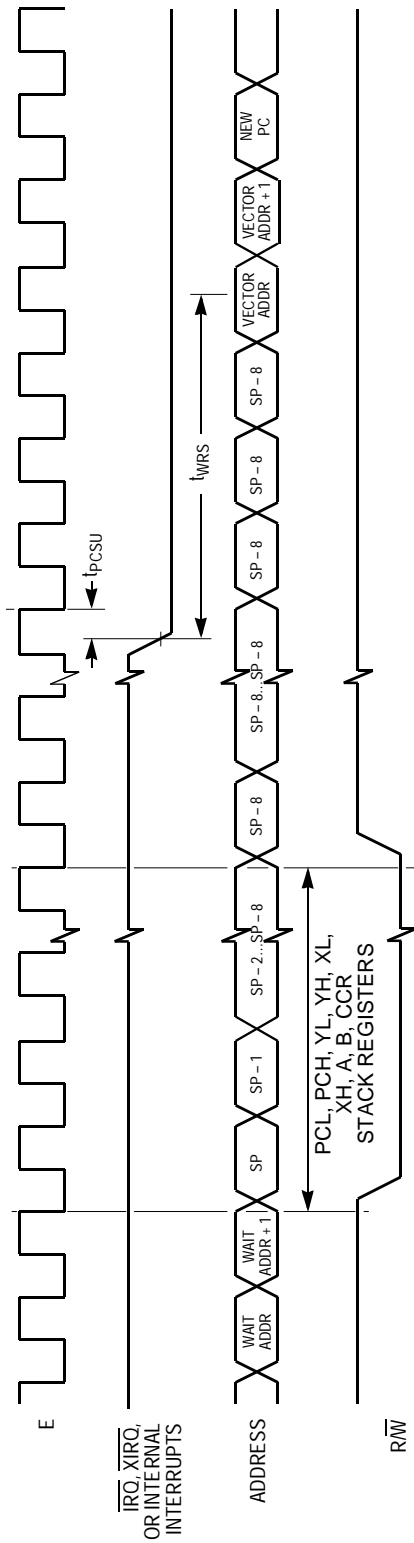 E
IRQ, XIRQ,
OR INTERNAL
INTERRUPTS
tPCSU
tWRS
ADDRESS
WAIT
ADDR
WAIT
ADDR + 1
SP
SP – 1
SP – 2…SP – 8
SP – 8
SP – 8…SP – 8
SP – 8
SP – 8
SP – 8
VECTOR
ADDR
VECTOR
ADDR + 1
NEW
PC
PCL, PCH, YL, YH, XL,
XH, A, B, CCR
STACK REGISTERS
R/W